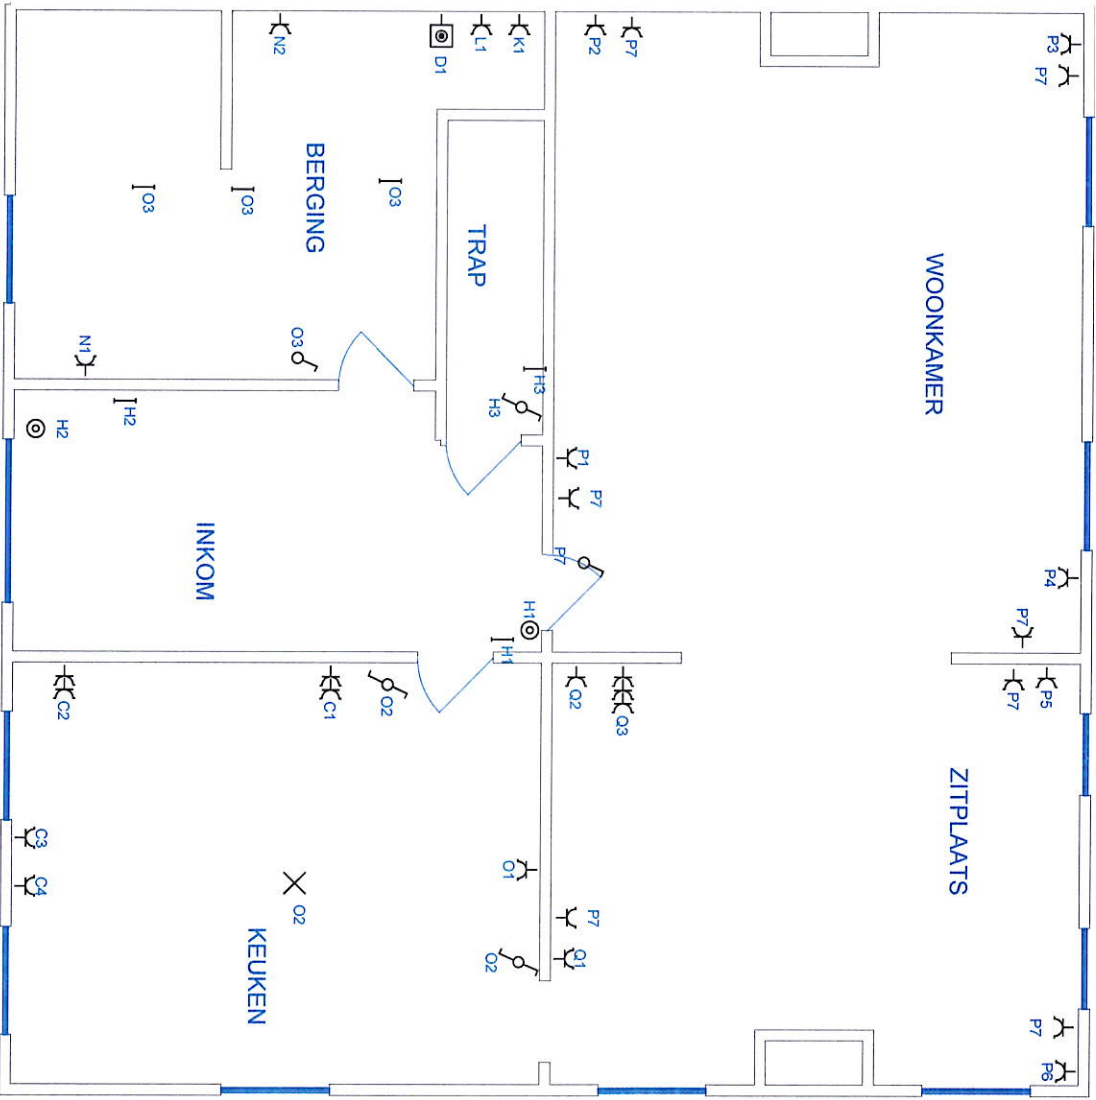 N2
D1
L1
K1
P2
P7
P3
P7
BERGING
O3
O3
O3
TRAP
WOONKAMER
N1
O3
H3
H3
H2
H2
P1
P7
INKOM
P7
P4
P7
H1
H1
C2
C1
O2
Q2
Q3
P7
P5
ZITPLAATS
C3
C4
O1
O2
P7
Q1
O2
KEUKEN
P7
P6